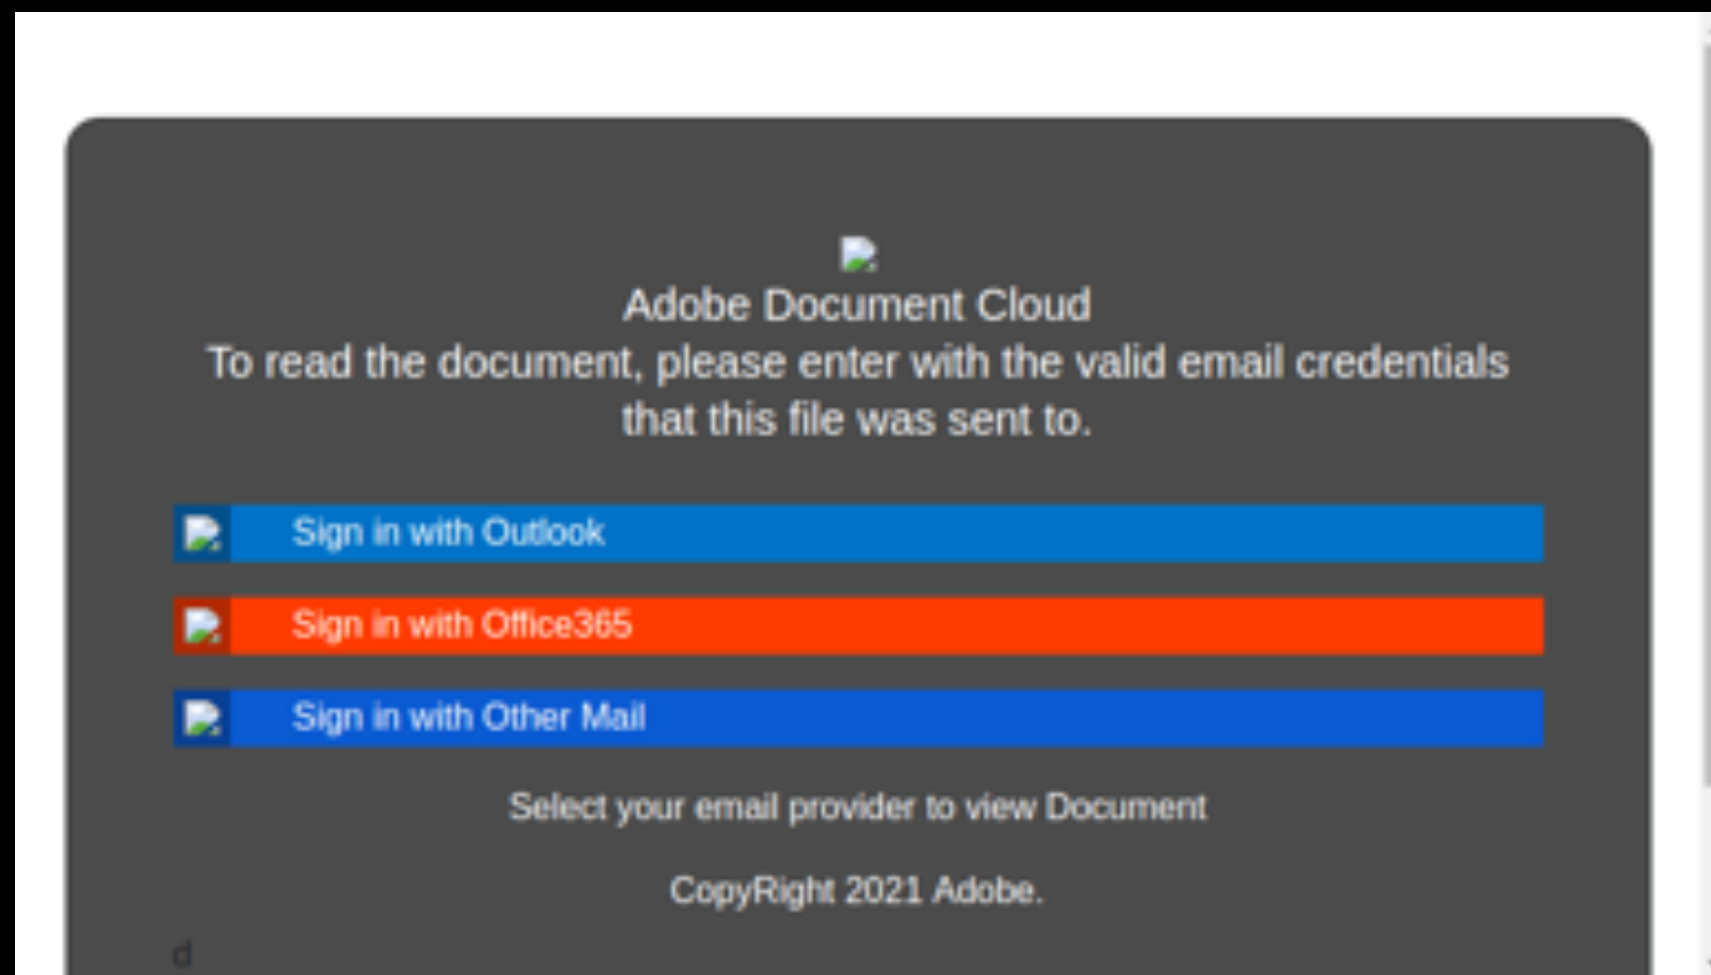 Adobe Document Cloud
To read the document, please enter with the valid email credentials
that this file was sent to.
Sign in with Outlook
Sign in with Office365
Sign in with Other Mail
Select your email provider to view Document
CopyRight 2021 Adobe.
d